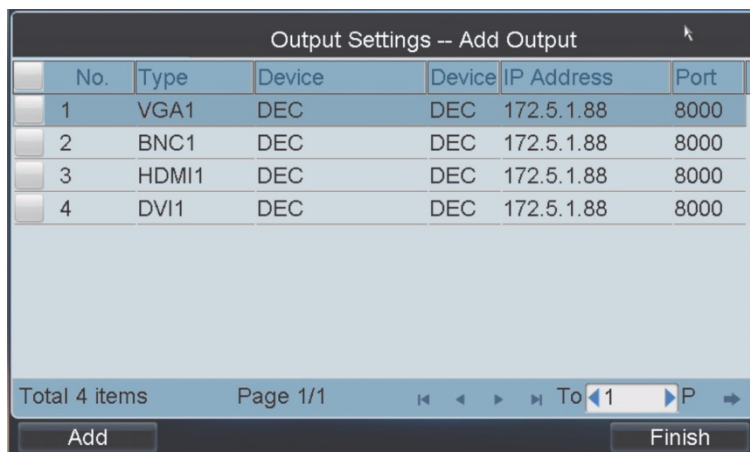 Output Settings -- Add Output
No. Type Device Device IP Address Port
1 VGA1 DEC DEC 172.5.1.88 8000
2 BNC1 DEC DEC 172.5.1.88 8000
3 HDMI1 DEC DEC 172.5.1.88 8000
4 DVI1 DEC DEC 172.5.1.88 8000
Total 4 items Page 1/1 To 1 P
Add Finish